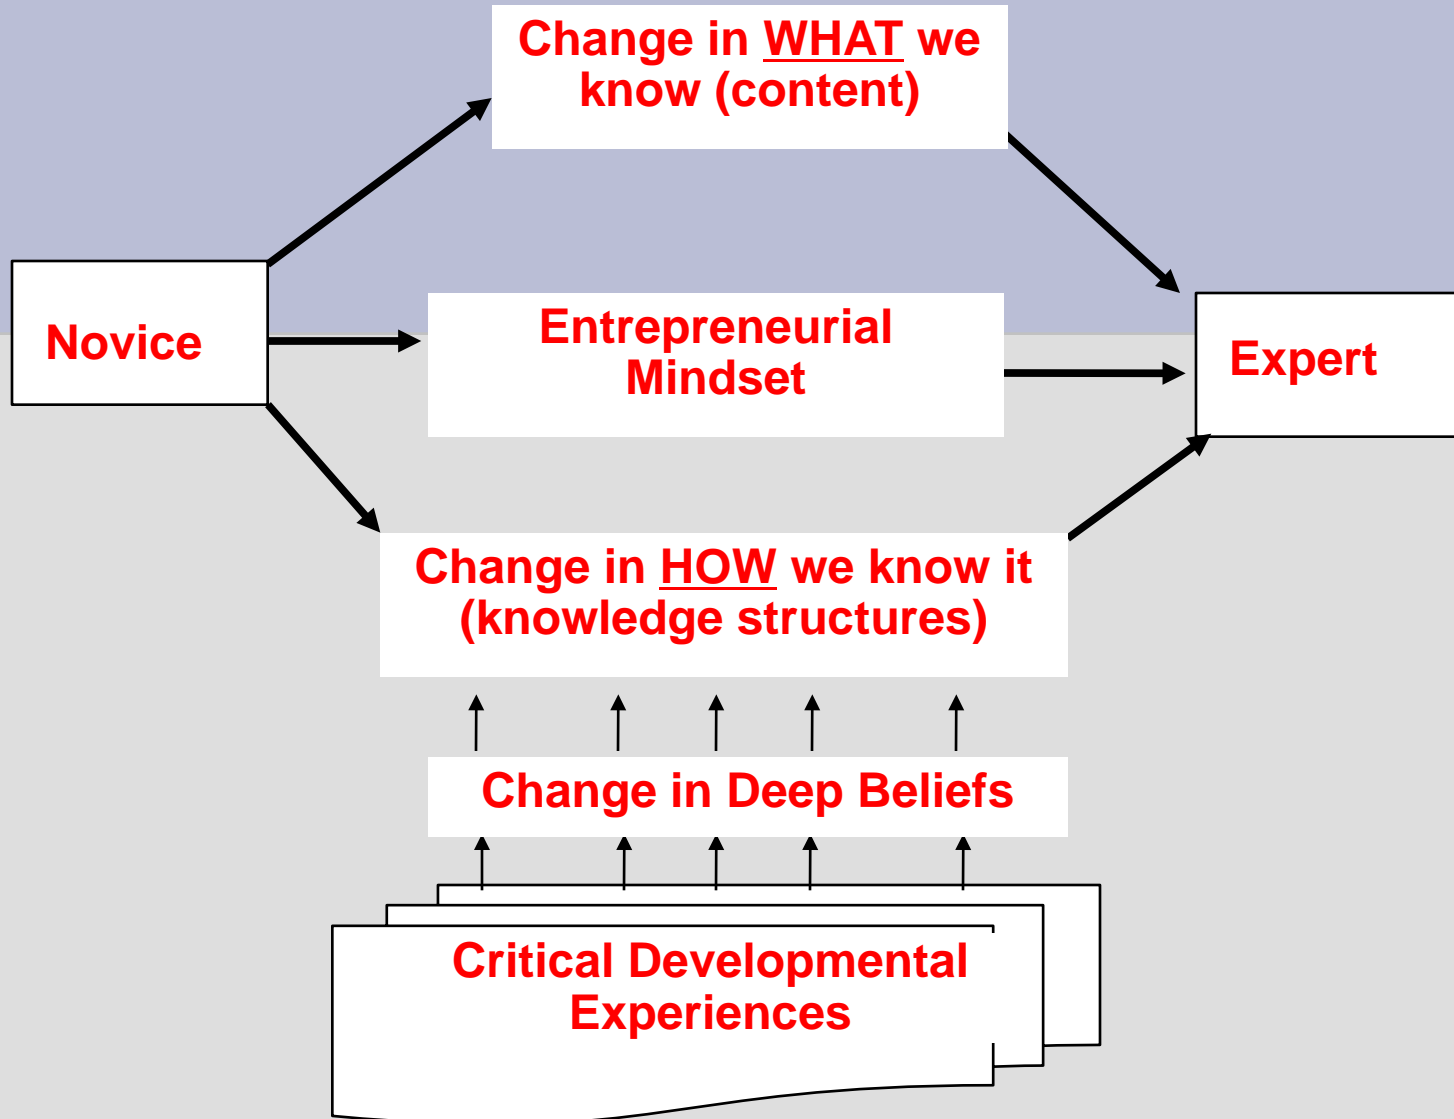 Change in WHAT we
know (content)
Novice
Entrepreneurial
Mindset
Expert
Change in HOW we know it
(knowledge structures)
Change in Deep Beliefs
Critical Developmental
Experiences